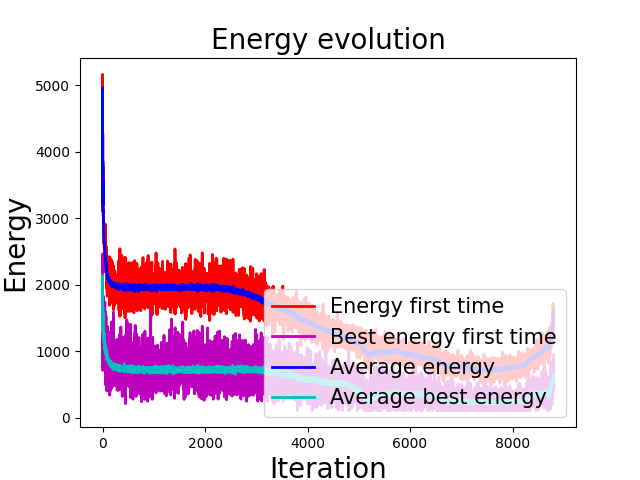 Energy evolution
Energy
5000
4000
3000
2000
1000
0
Energy first time
Best energy first time
Average energy
Average best energy
0
2000
4000
6000
8000
Iteration